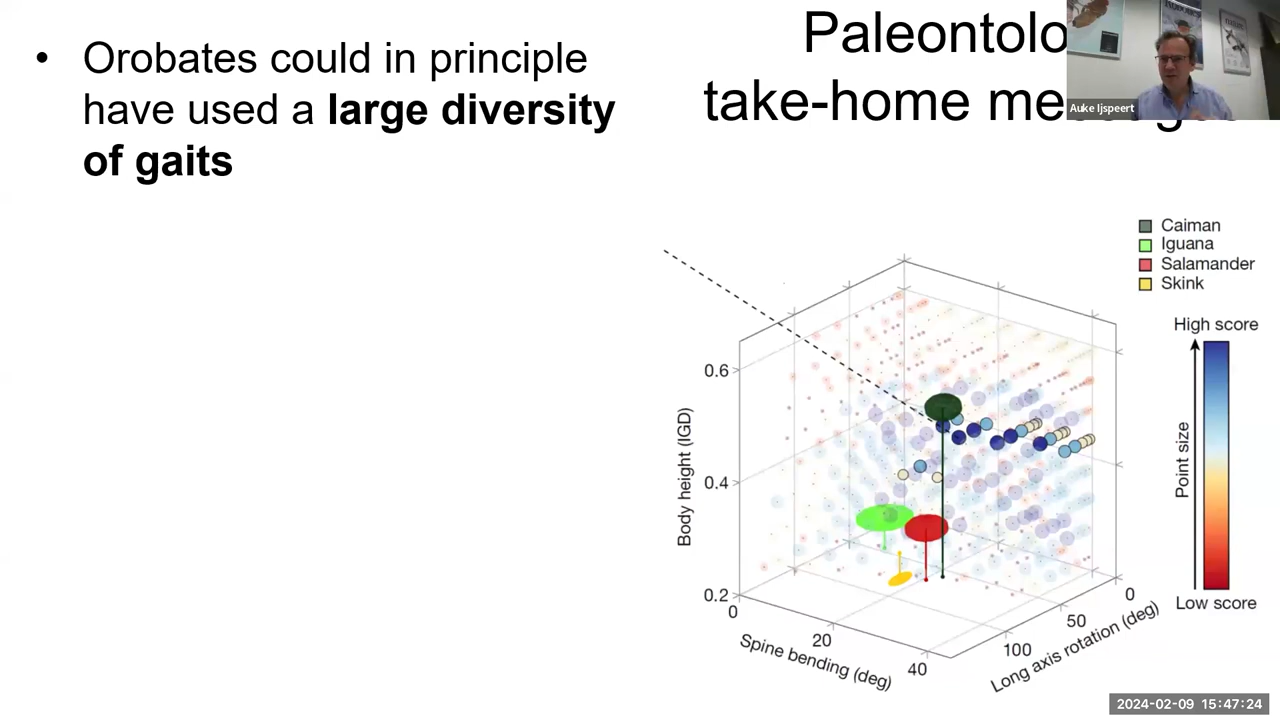 • Orobates could in principle
have used a large diversity
of gaits
Paleontolo
take-home me
Auke Ijspeert
Caiman
Iguana
Salamander
Skink
High score
Point size
Low score
0.6
0.4
0.2
Body height (IGD)
0
20
40
Spine bending (deg)
0
50
100
Long axis rotation (deg)
2024-02-09 15:47:24